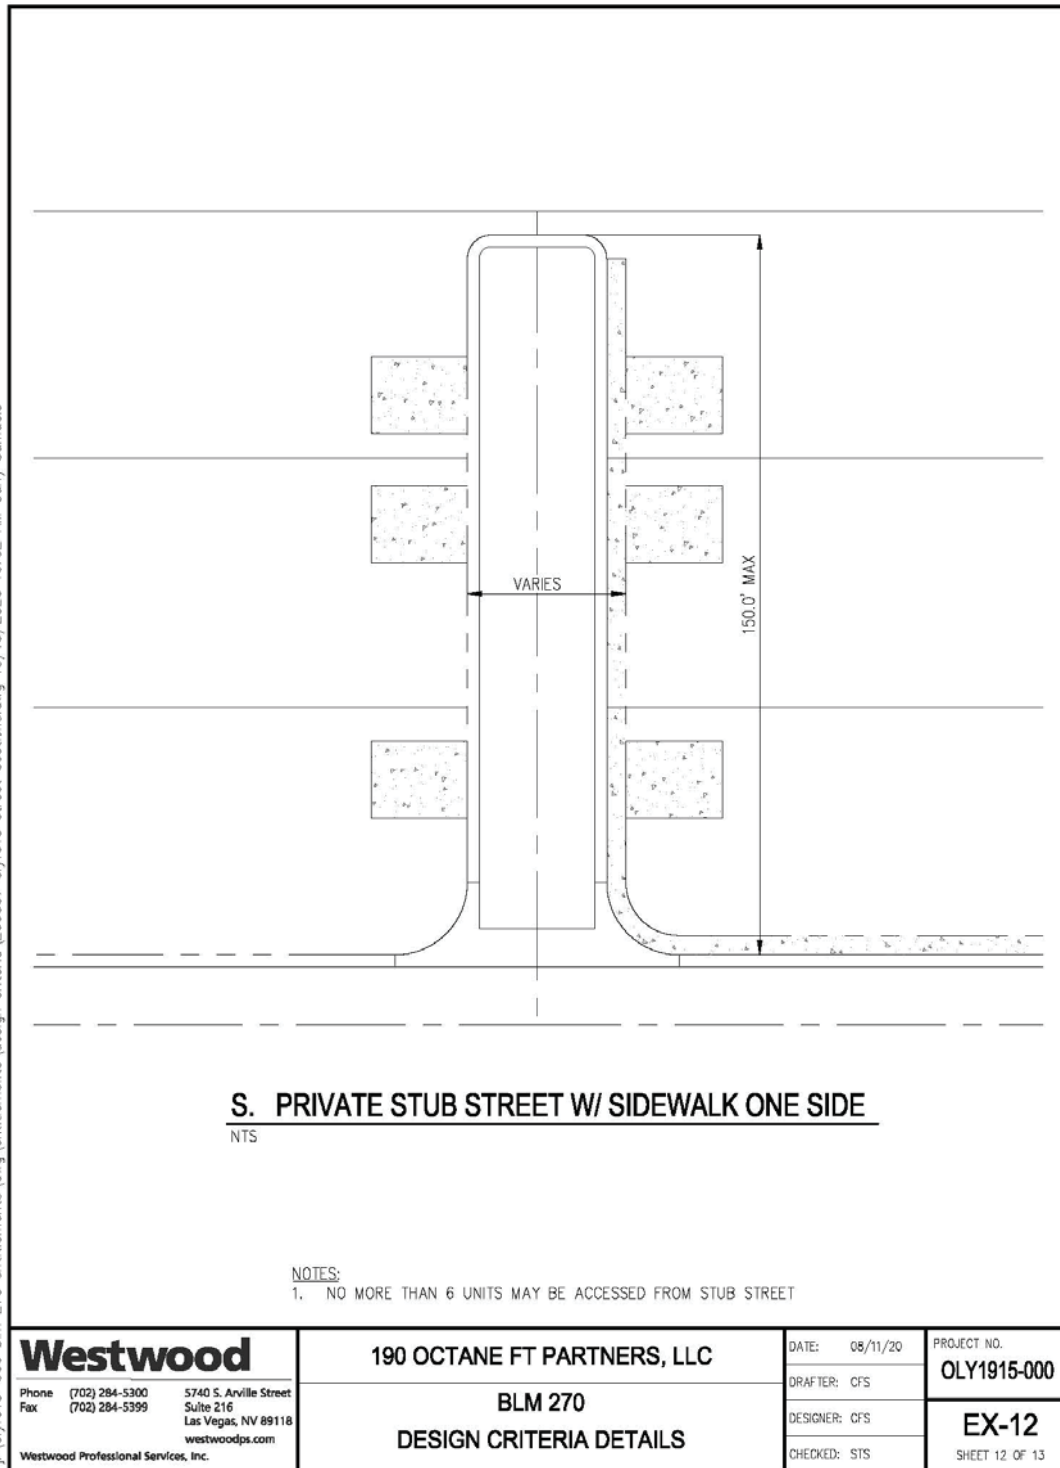 VARIES
150.0' MAX
S. PRIVATE STUB STREET W/ SIDEWALK ONE SIDE
NTS
NOTES:
1. NO MORE THAN 6 UNITS MAY BE ACCESSED FROM STUB STREET
Westwood
Phone (702) 284-5300
Fax (702) 284-5399
5740 S. Arville Street
Suite 216
Las Vegas, NV 89118
westwoodps.com
Westwood Professional Services, Inc.
190 OCTANE FT PARTNERS, LLC
BLM 270
DESIGN CRITERIA DETAILS
DATE: 08/11/20
DRAFTER: CFS
DESIGNER: CFS
CHECKED: STS
PROJECT NO.
OLY1915-000
EX-12
SHEET 12 OF 13